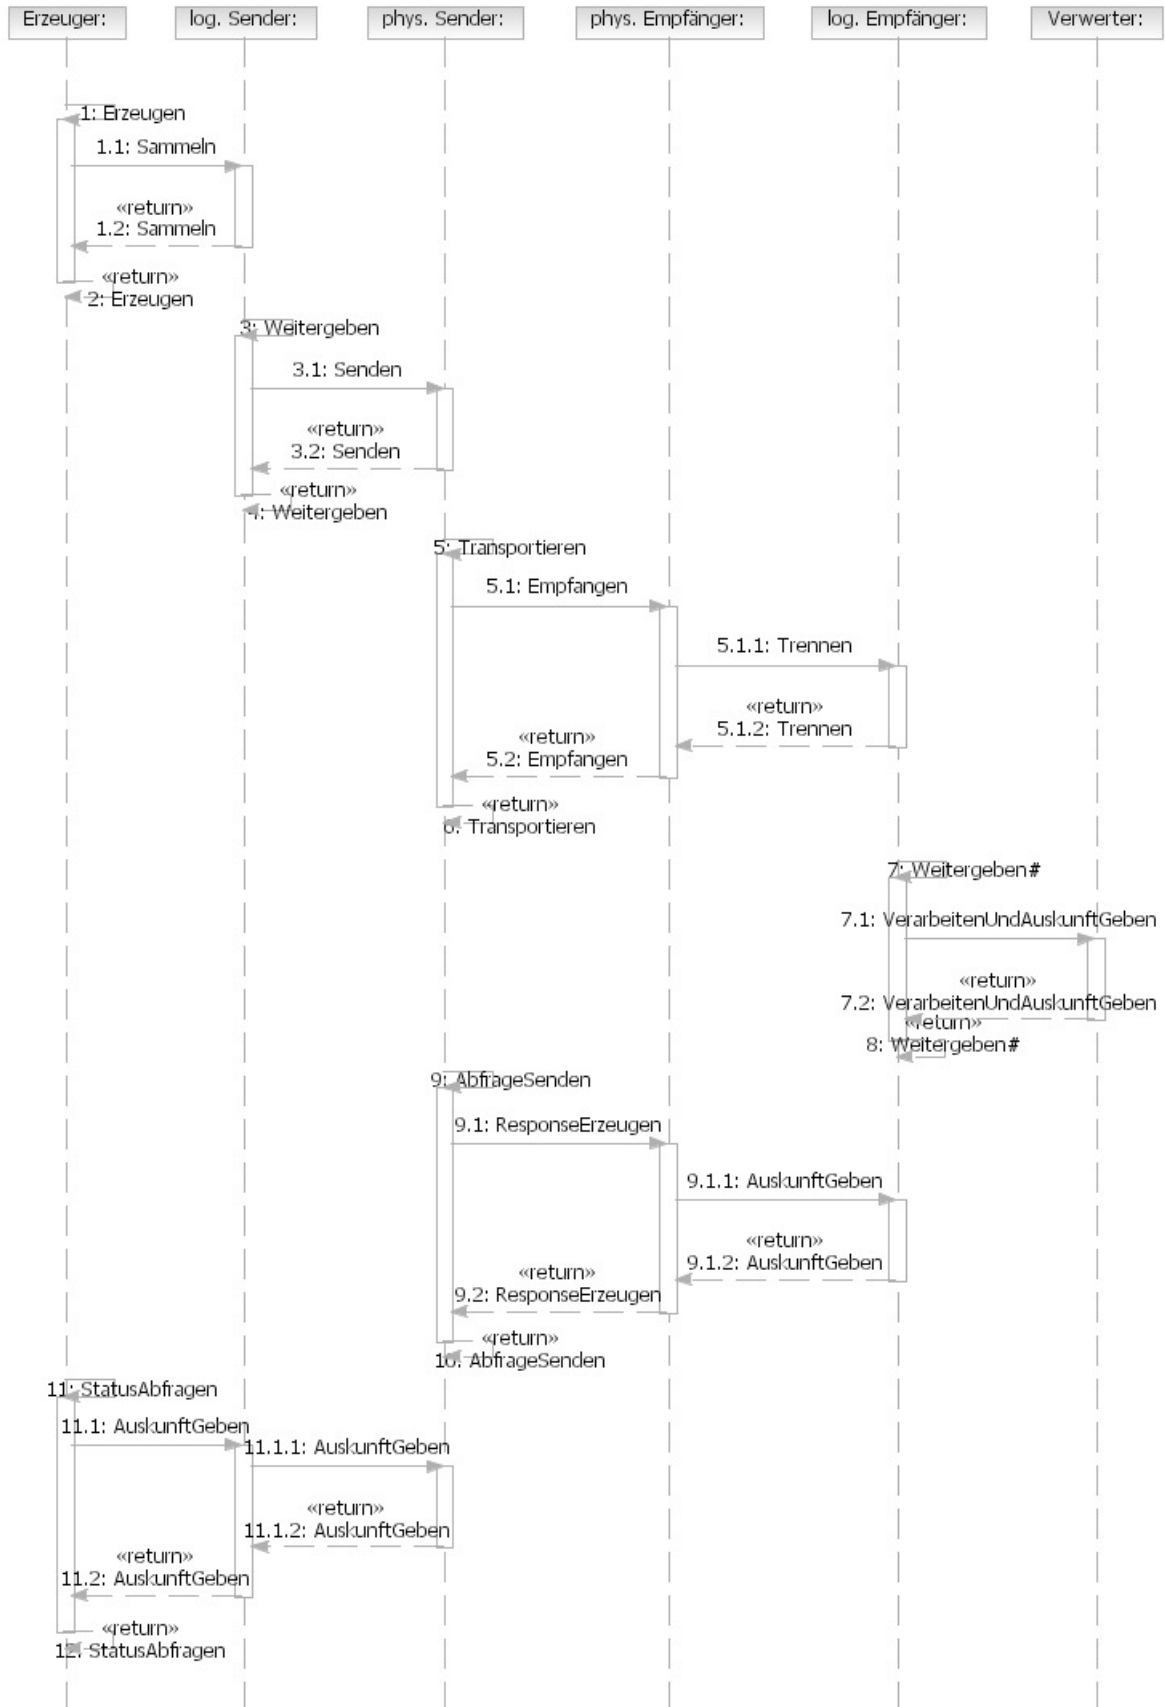 Erzeuger:
log. Sender:
phys. Sender:
phys. Empfänger:
log. Empfänger:
Verwerter:
1: Erzeugen
1.1: Sammeln
«return»
1.2: Sammeln
«return»
2: Erzeugen
3: Weitergeben
3.1: Senden
«return»
3.2: Senden
«return»
4: Weitergeben
5: Transportieren
5.1: Empfangen
5.1.1: Trennen
«return»
5.1.2: Trennen
«return»
5.2: Empfangen
«return»
6: Transportieren
7: Weitergeben#
7.1: VerarbeitenUndAuskunftGeben
«return»
7.2: VerarbeitenUndAuskunftGeben
«return»
8: Weitergeben#
9: AbfrageSenden
9.1: ResponseErzeugen
9.1.1: AuskunftGeben
«return»
9.1.2: AuskunftGeben
«return»
9.2: ResponseErzeugen
«return»
10: AbfrageSenden
11: StatusAbfragen
11.1: AuskunftGeben
11.1.1: AuskunftGeben
«return»
11.1.2: AuskunftGeben
«return»
11.2: AuskunftGeben
«return»
12: StatusAbfragen